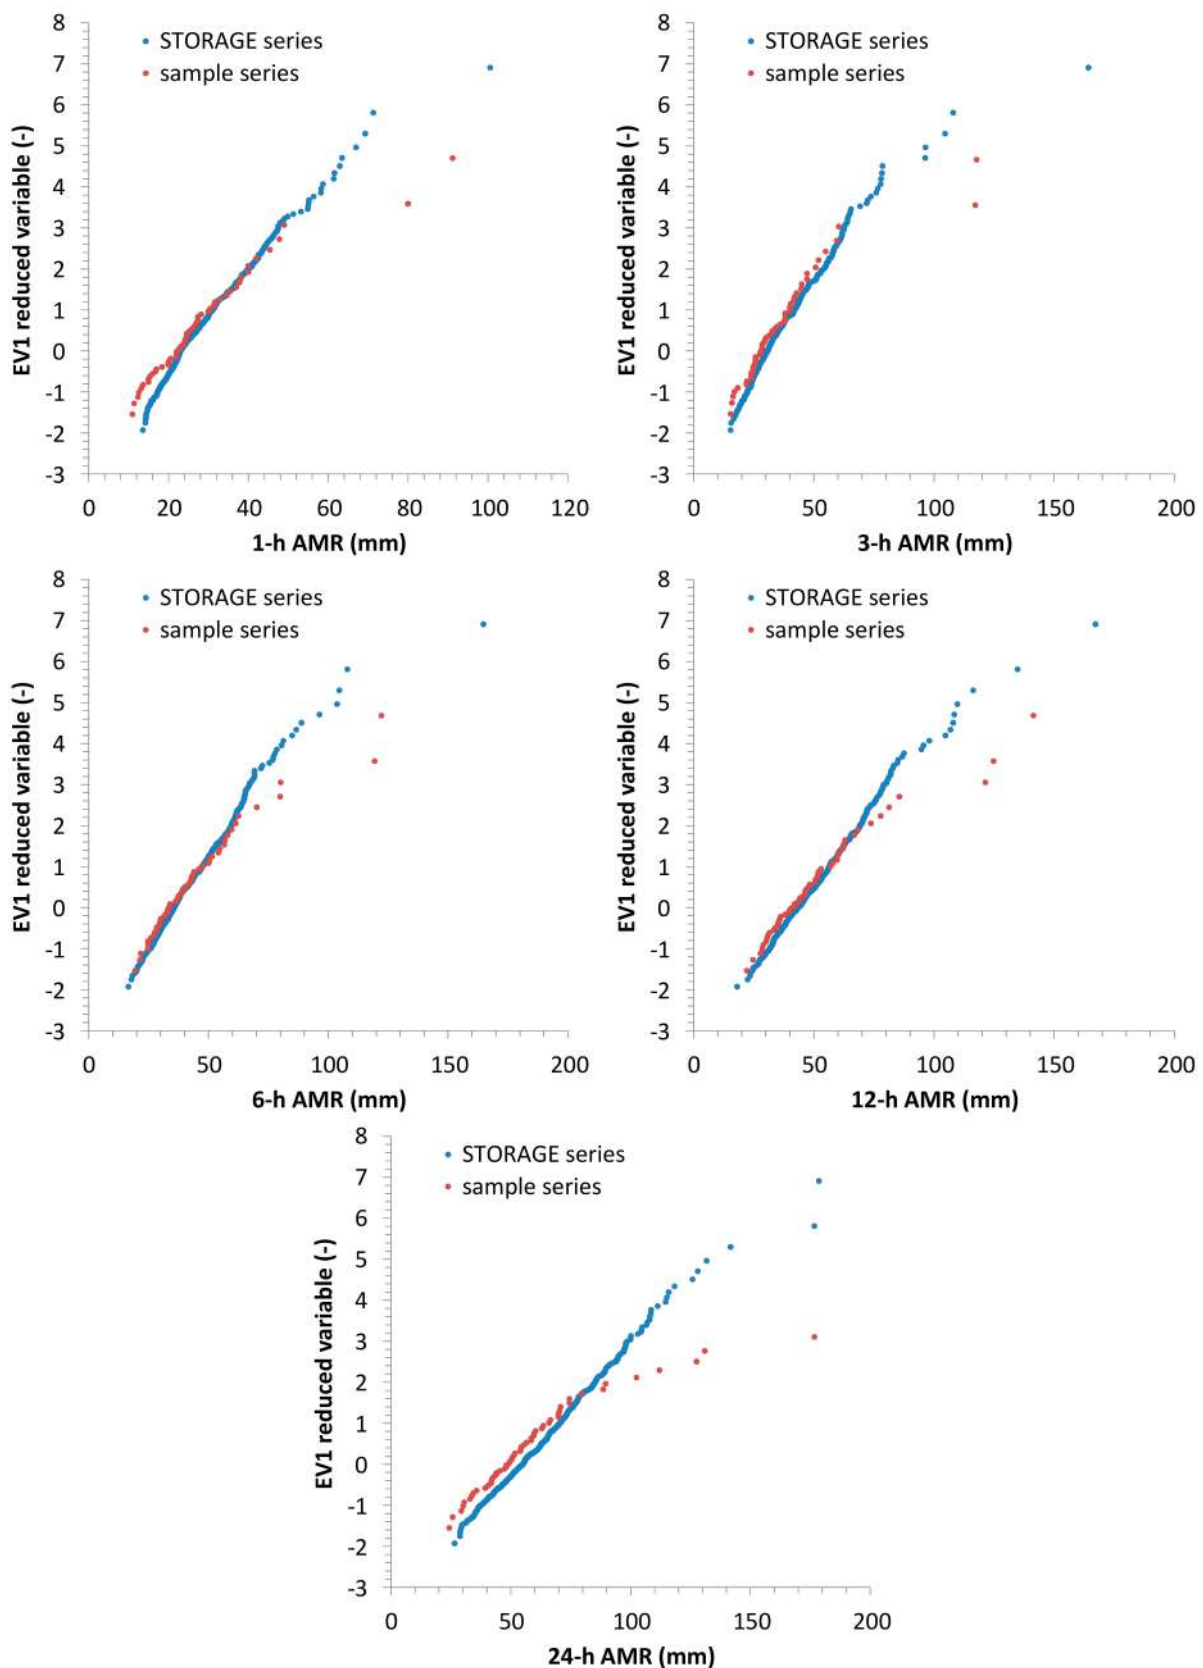 8
7
6
5
4
3
2
1
0
-1
-2
-3
EV1 reduced variable (-)
STORAGE series
sample series
0 20 40 60 80 100 120
1-h AMR (mm)
8
7
6
5
4
3
2
1
0
-1
-2
-3
EV1 reduced variable (-)
STORAGE series
sample series
0 50 100 150 200
3-h AMR (mm)
8
7
6
5
4
3
2
1
0
-1
-2
-3
EV1 reduced variable (-)
STORAGE series
sample series
0 50 100 150 200
6-h AMR (mm)
8
7
6
5
4
3
2
1
0
-1
-2
-3
EV1 reduced variable (-)
STORAGE series
sample series
0 50 100 150 200
12-h AMR (mm)
8
7
6
5
4
3
2
1
0
-1
-2
-3
EV1 reduced variable (-)
STORAGE series
sample series
0 50 100 150 200
24-h AMR (mm)